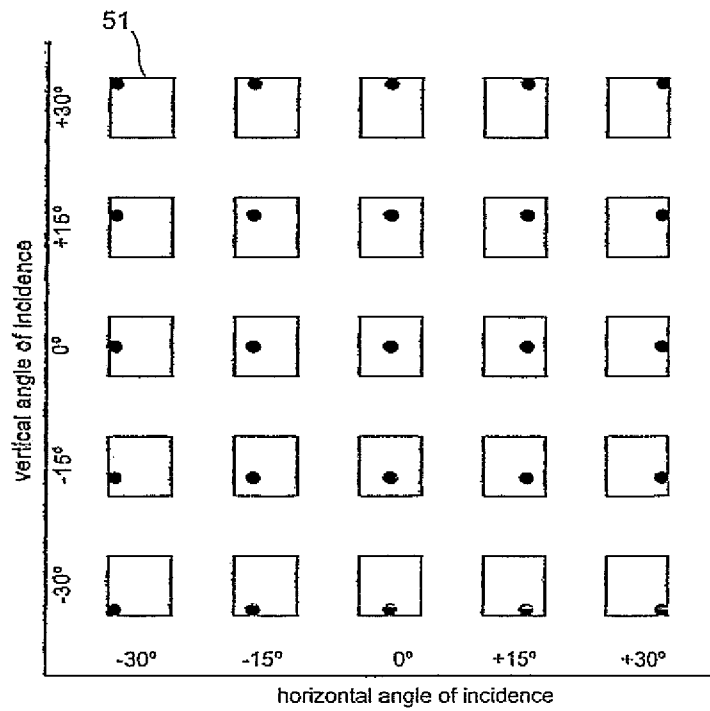 51
+30°
+15°
0°
-15°
-30°
vertical angle of incidence
-30° -15° 0° +15° +30°
horizontal angle of incidence